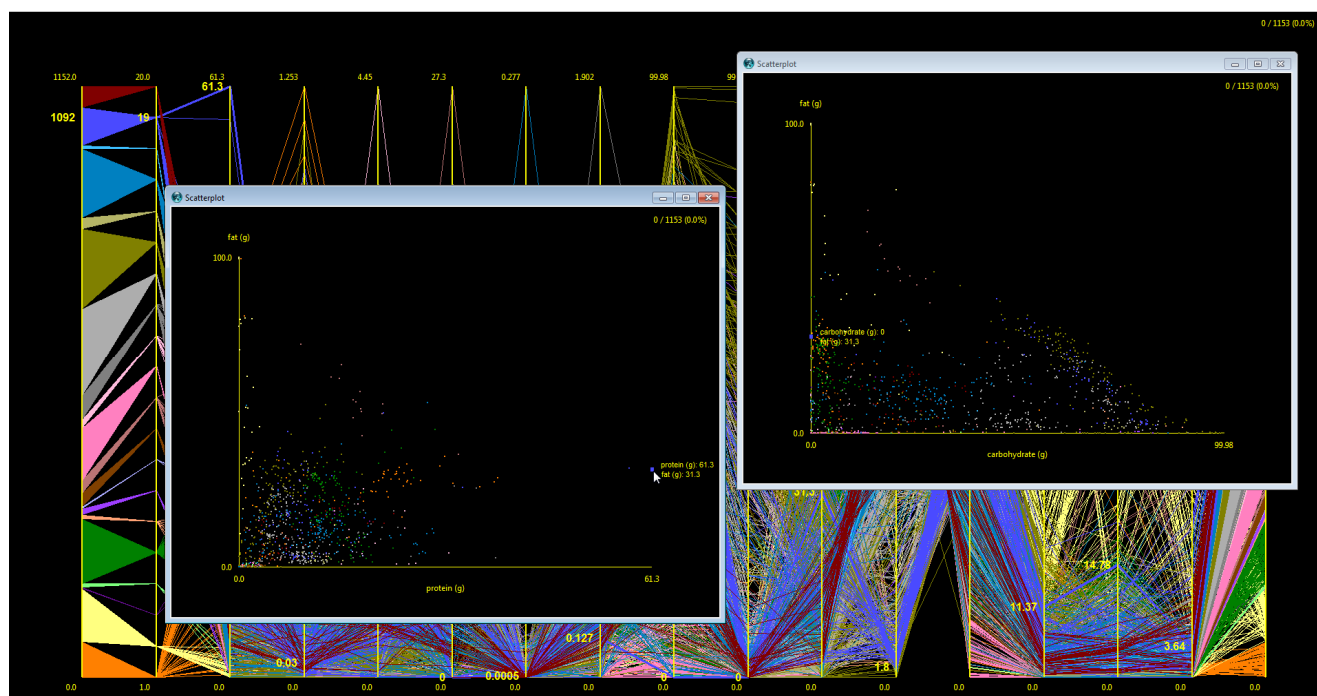 0 / 1153 (0.0%)
1152.0 20.0 61.3 1.253 4.45 27.3 0.277 1.902 99.98 99
61.3
1092 19
Scatterplot
0 / 1153 (0.0%)
fat (g)
100.0
carbohydrate (g): 0
fat (g): 31.3
0.0
0.0 99.98
carbohydrate (g)
Scatterplot
0 / 1153 (0.0%)
fat (g)
100.0
protein (g): 61.3
fat (g): 31.3
0.0
0.0 61.3
protein (g)
31.3
14.78
11.37
0.127
3.64
0.03
1.8
0 0.0005 0 0
0.0 1.0 0.0 0.0 0.0 0.0 0.0 0.0 0.0 0.0 0.0 0.0 0.0 0.0 0.0 0.0 0.0